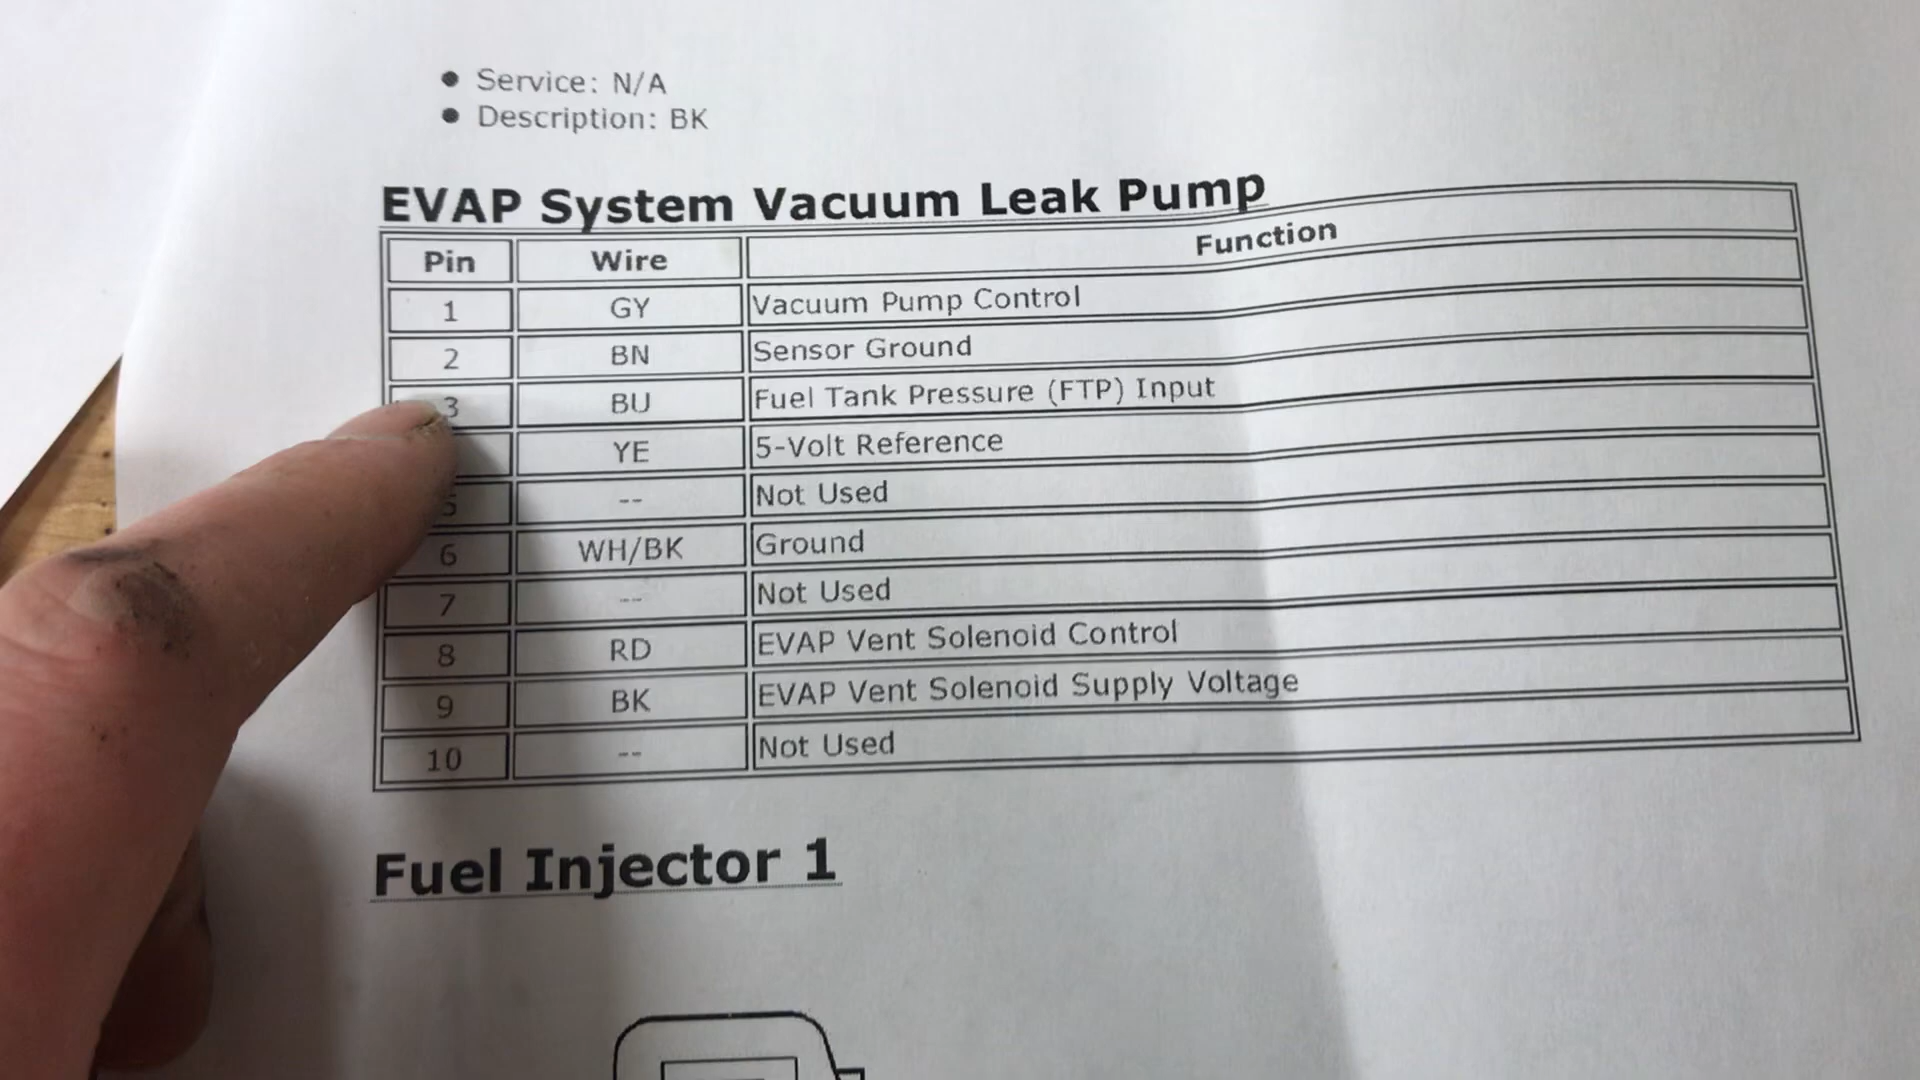 Service: N/A
Description: BK
EVAP System Vacuum Leak Pump
Pin Wire Function
1 GY Vacuum Pump Control
2 BN Sensor Ground
3 BU Fuel Tank Pressure (FTP) Input
YE 5-Volt Reference
5 -- Not Used
6 WH/BK Ground
7 -- Not Used
8 RD EVAP Vent Solenoid Control
9 BK EVAP Vent Solenoid Supply Voltage
10 -- Not Used
Fuel Injector 1